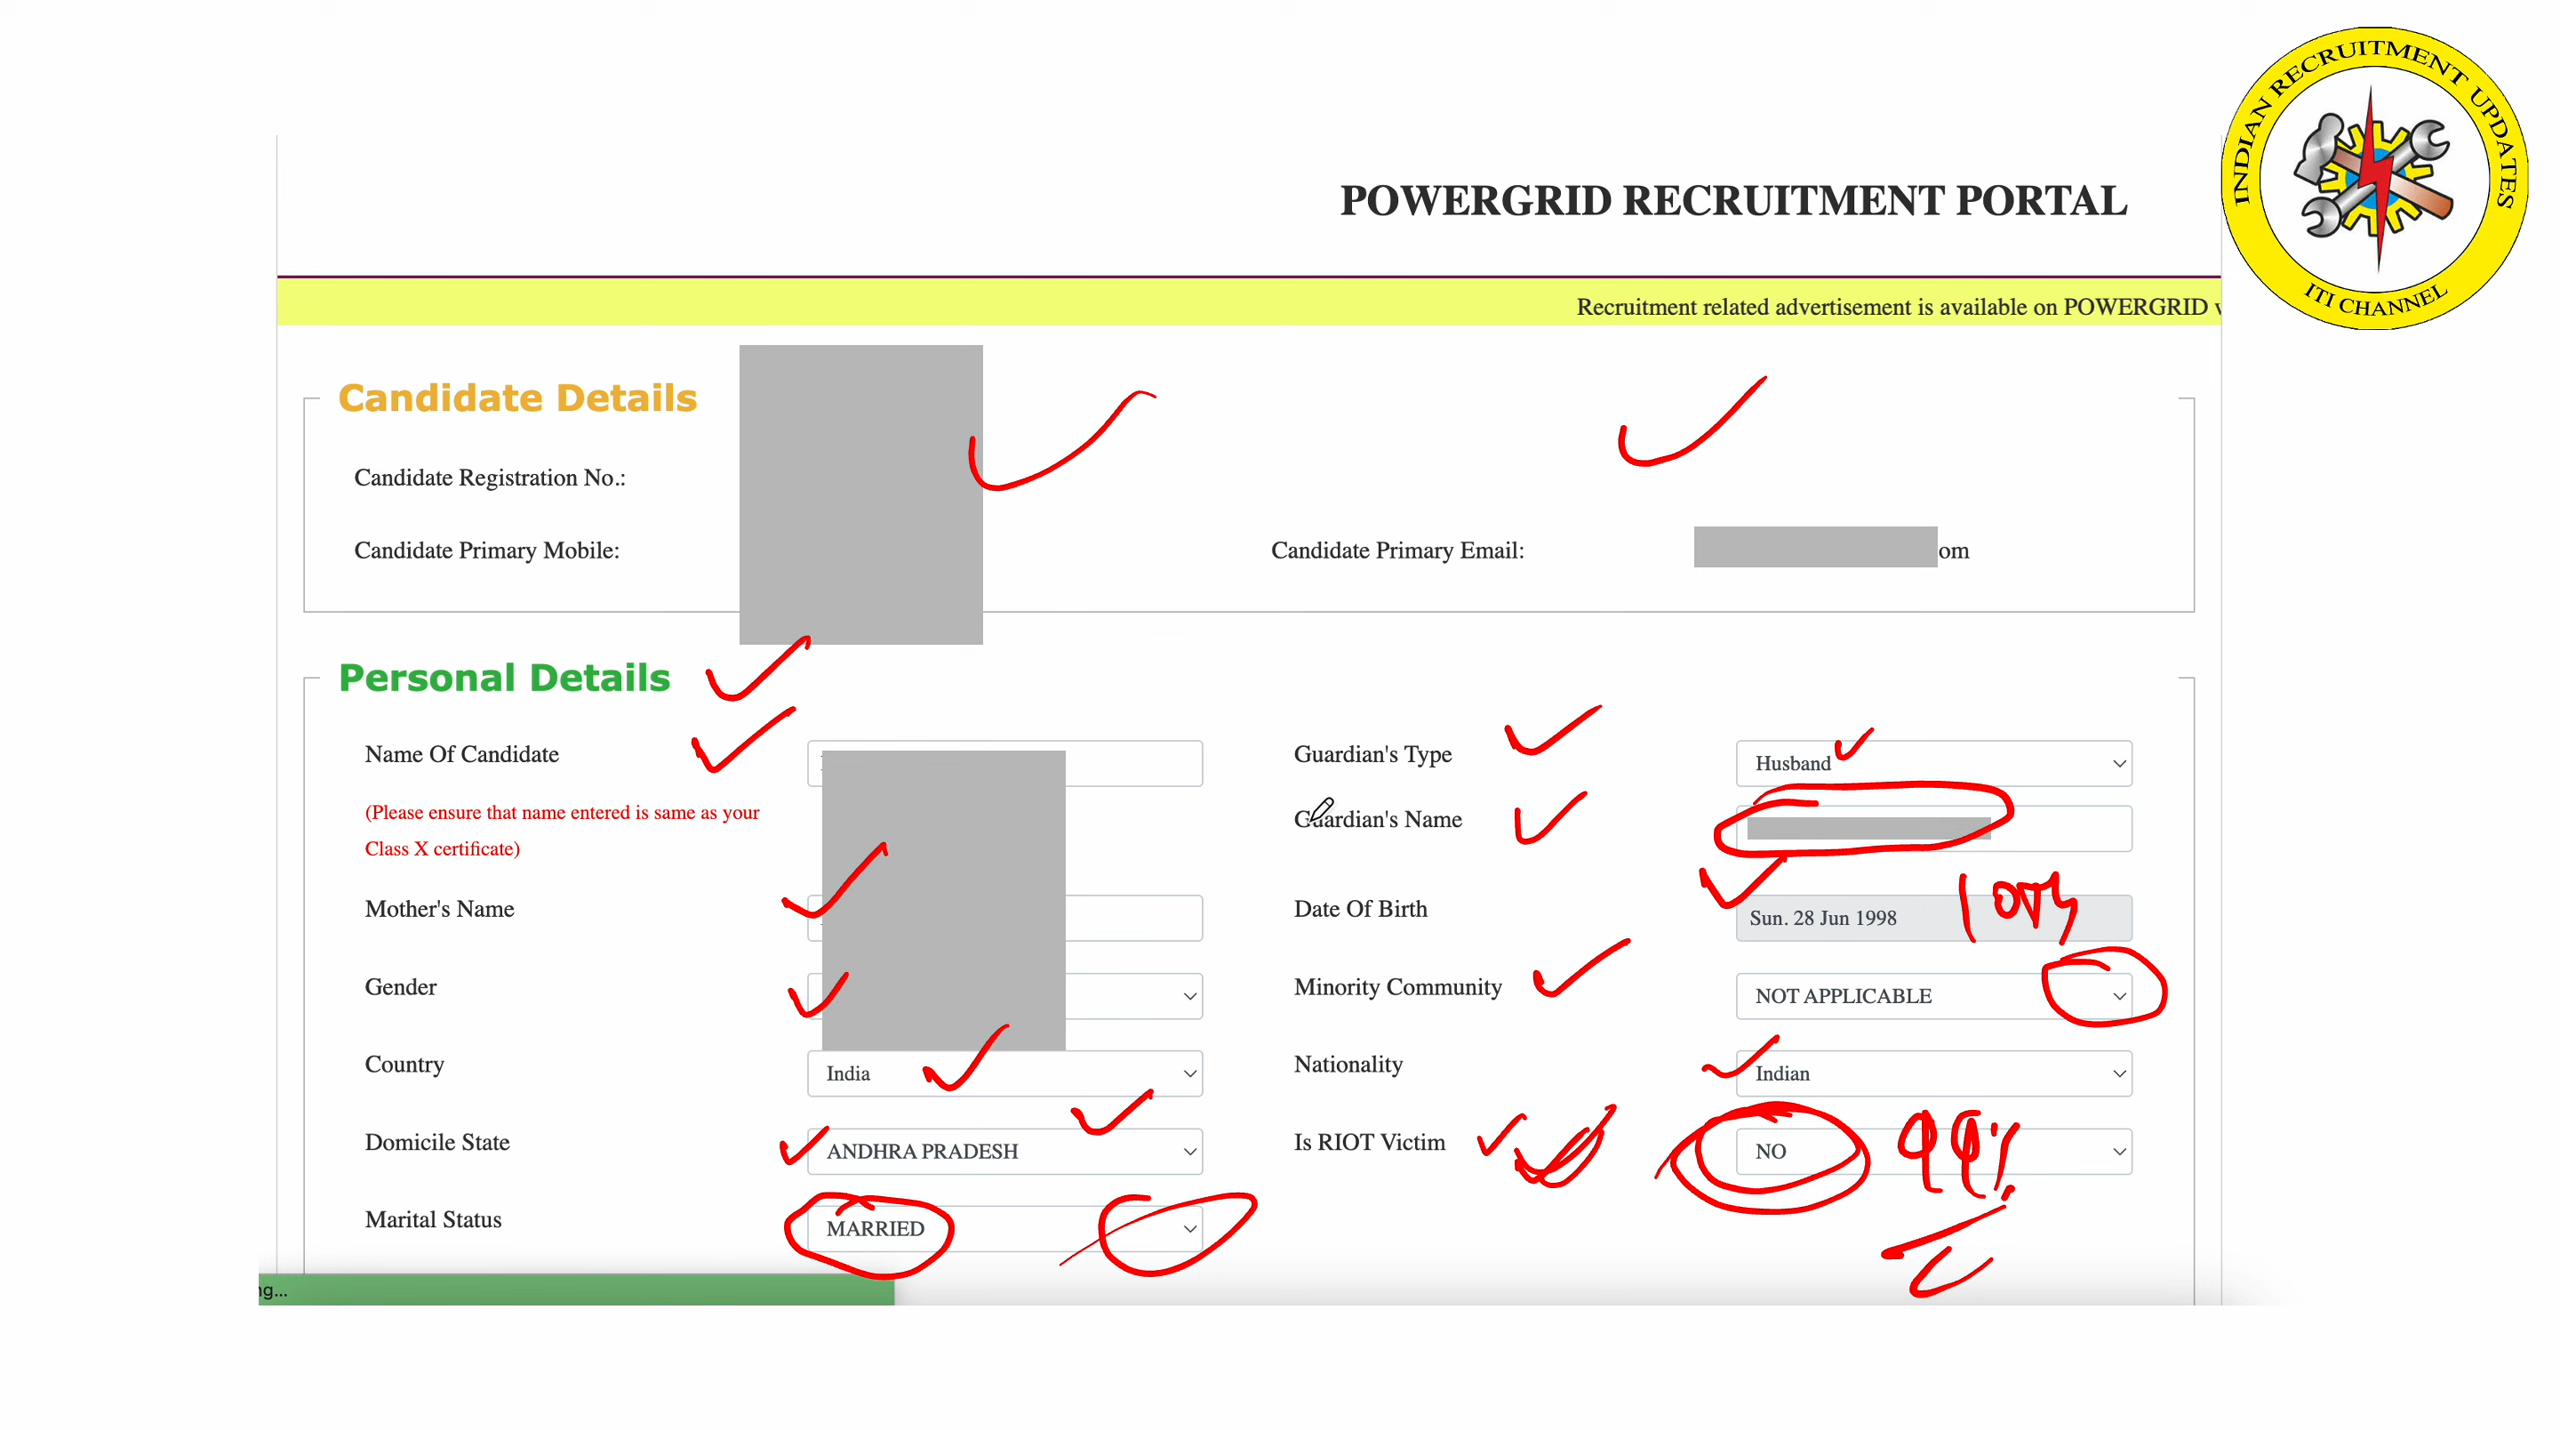 INDIAN RECRUITMENT UPDATES
ITI CHANNEL
POWERGRID RECRUITMENT PORTAL
Recruitment related advertisement is available on POWERGRID
Candidate Details
Candidate Registration No.:
Candidate Primary Mobile:
Candidate Primary Email: om
Personal Details
Name Of Candidate
Guardian's Type Husband
(Please ensure that name entered is same as your
Class X certificate)
Guardian's Name
Mother's Name
Date Of Birth Sun. 28 Jun 1998
Gender
Minority Community NOT APPLICABLE
Country India
Nationality Indian
Domicile State ANDHRA PRADESH
Is RIOT Victim NO 99%
Marital Status MARRIED
ng...